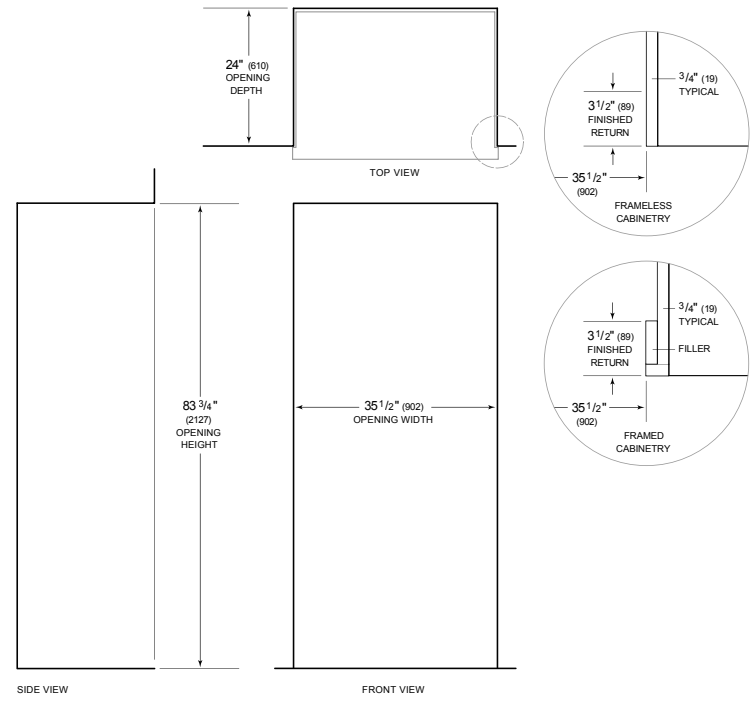 24" (610)
OPENING
DEPTH
TOP VIEW
3/4" (19)
TYPICAL
3 1/2" (89)
FINISHED
RETURN
35 1/2"
(902)
FRAMELESS
CABINETRY
3/4" (19)
TYPICAL
3 1/2" (89)
FINISHED
RETURN
FILLER
35 1/2"
(902)
FRAMED
CABINETRY
83 3/4"
(2127)
OPENING
HEIGHT
35 1/2" (902)
OPENING WIDTH
SIDE VIEW
FRONT VIEW